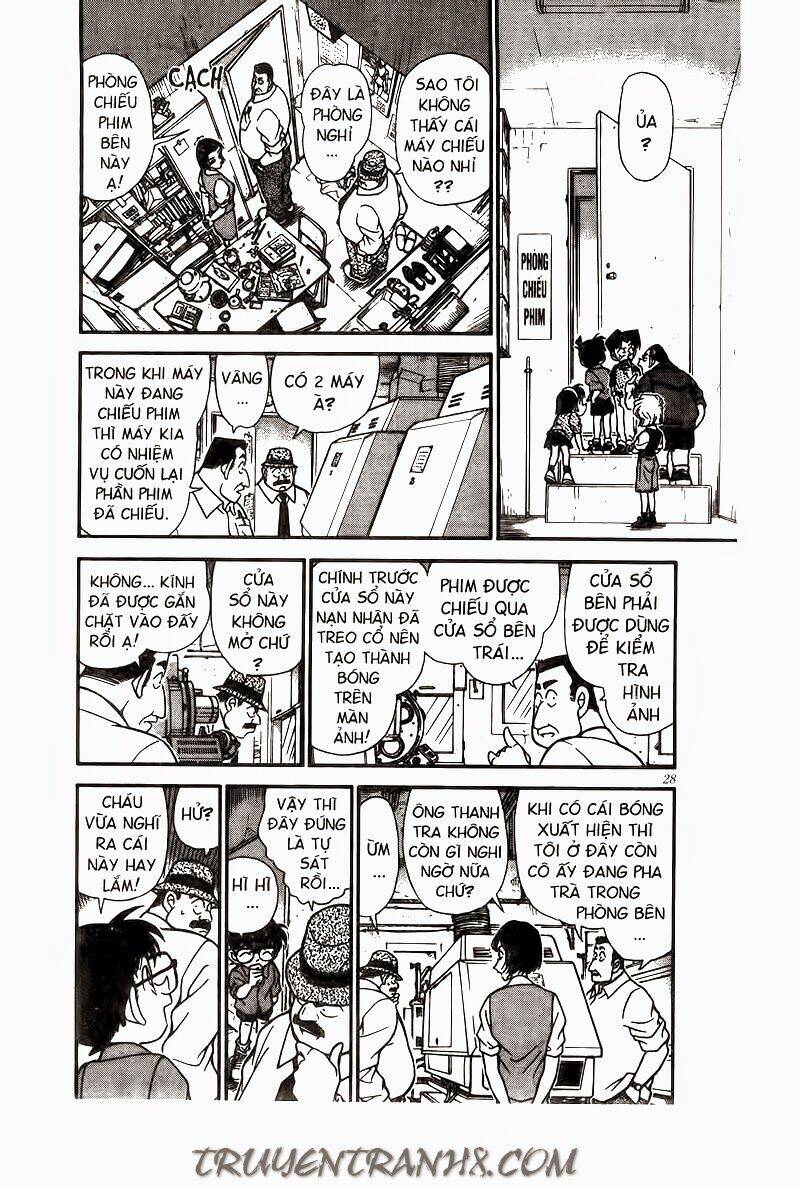 ỦA
?
PHÒNG
CHIẾU
PHIM
SAO TÔI
KHÔNG
THẤY CÁI
MÁY CHIẾU
NÀO NHỈ
??
ĐÂY LÀ
PHÒNG
NGHỈ
...
CẠCH
PHÒNG
CHIẾU
PHIM
BÊN
NÀY
Ạ!
CÓ 2 MÁY
À?
VÂNG
...
TRONG KHI MÁY
NÀY ĐANG
CHIẾU PHIM
THÌ MÁY KIA
CÓ NHIỆM
VỤ CUỐN LẠI
PHẦN PHIM
ĐÃ CHIẾU.
CỬA SỔ
BÊN PHẢI
ĐƯỢC DÙNG
ĐỂ KIỂM
TRA
HÌNH
ẢNH
PHIM ĐƯỢC
CHIẾU QUA
CỬA SỔ BÊN
TRÁI...
CHÍNH TRƯỚC
CỬA SỔ NÀY
NẠN NHÂN ĐÃ
TREO CỔ NÊN
TẠO THÀNH
BÓNG
TRÊN
MÀN
ẢNH!
CỬA
SỔ NÀY
KHÔNG
MỞ CHỨ
?
KHÔNG... KÍNH
ĐÃ ĐƯỢC GẮN
CHẶT VÀO ĐẤY
RỒI Ạ!
28
KHI CÓ CÁI BÓNG
XUẤT HIỆN THÌ
TÔI Ở ĐÂY CÒN
CÔ ẤY ĐANG PHA
TRÀ TRONG
PHÒNG BÊN
...
ÔNG THANH
TRA KHÔNG
CÒN GÌ NGHI
NGỜ NỮA
CHỨ?
ỪM
...
VẬY THÌ
ĐÂY ĐÚNG
LÀ TỰ
SÁT
RỒI...
HÌ HÌ
...
HỬ?
CHÁU
VỪA NGHĨ
RA CÁI
NÀY HAY
LẮM!
TRUYENTRANH8.COM